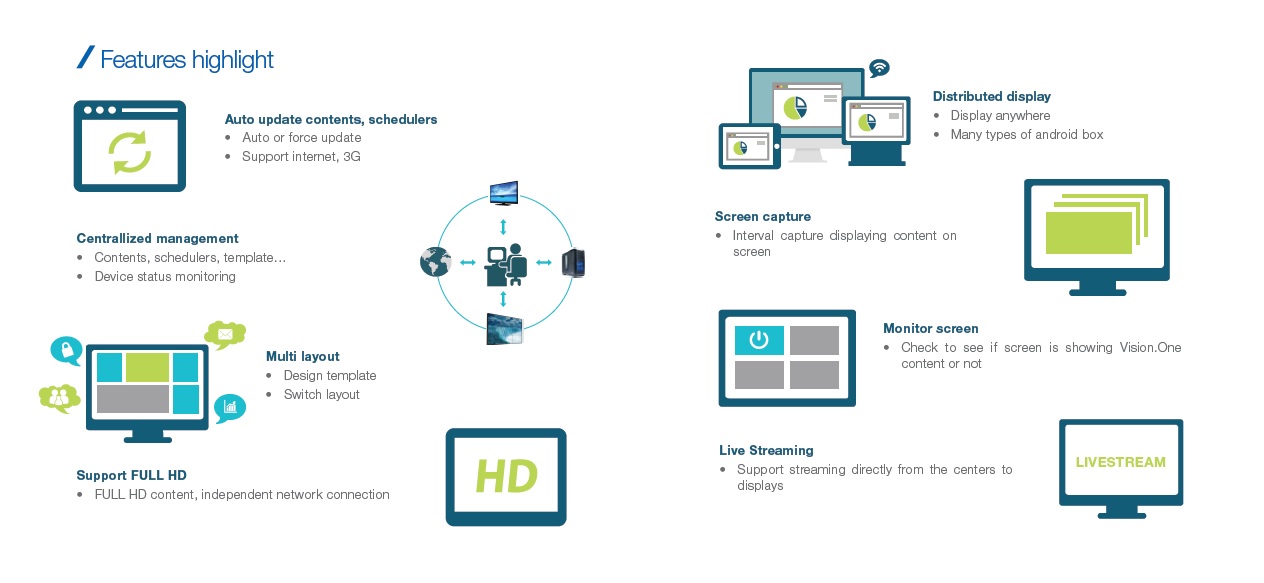 Features highlight
Auto update contents, schedulers
• Auto or force update
• Support internet, 3G
Centrallized management
• Contents, schedulers, template...
• Device status monitoring
Multi layout
• Design template
• Switch layout
Support FULL HD
• FULL HD content, independent network connection
HD
Distributed display
• Display anywhere
• Many types of android box
Screen capture
• Interval capture displaying content on
screen
Monitor screen
• Check to see if screen is showing Vision.One
content or not
Live Streaming
• Support streaming directly from the centers to
displays
LIVESTREAM